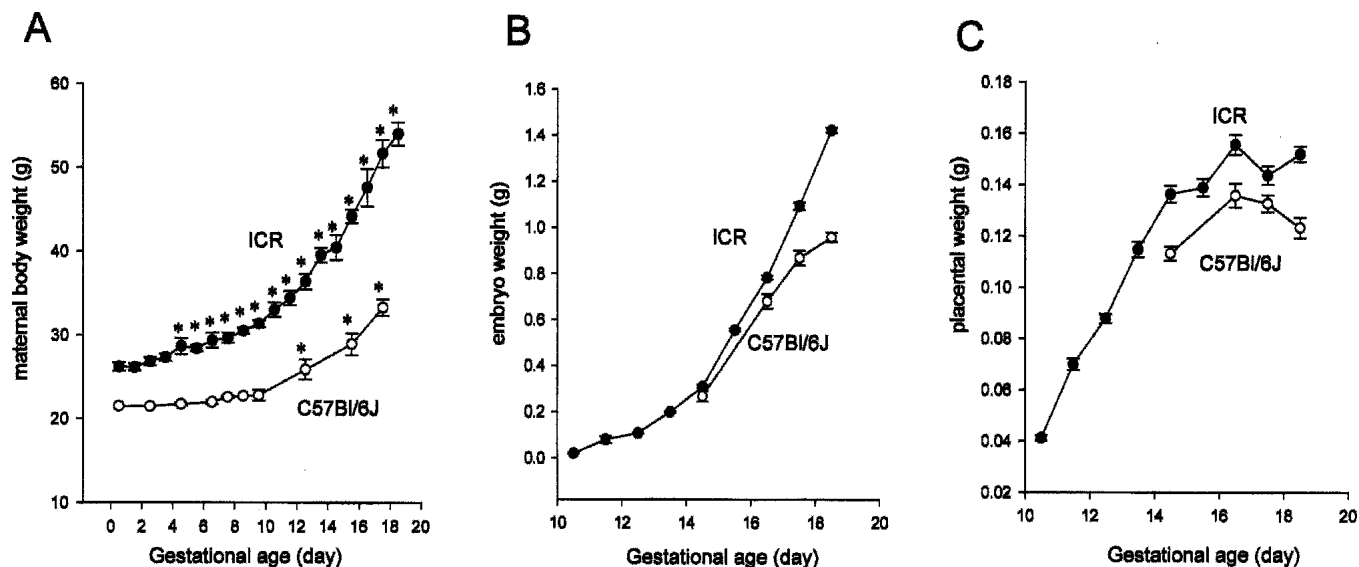 A
B
C
maternal body weight (g)
60
50
40
30
20
10
ICR
* * * * * * * * * * * * * * *
C57Bl/6J
* * *
0 2 4 6 8 10 12 14 16 18 20
Gestational age (day)
embryo weight (g)
1.6
1.4
1.2
1.0
0.8
0.6
0.4
0.2
0.0
ICR
C57Bl/6J
10 12 14 16 18 20
Gestational age (day)
placental weight (g)
0.18
0.16
0.14
0.12
0.10
0.08
0.06
0.04
0.02
ICR
C57Bl/6J
10 12 14 16 18 20
Gestational age (day)